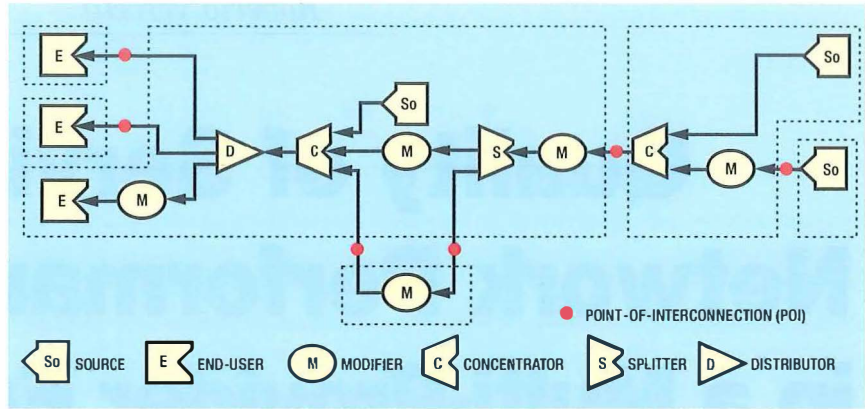 E
So
So
E
D
C
M
S
M
C
M
So
E
M
M
POINT-OF-INTERCONNECTION (POI)
So SOURCE E END-USER M MODIFIER C CONCENTRATOR S SPLITTER D DISTRIBUTOR